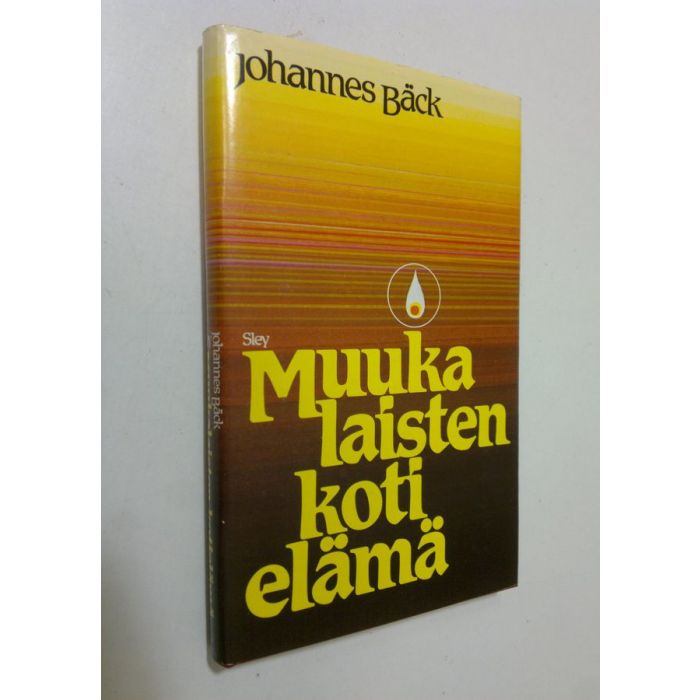 Johannes Bäck
Sley
Muuka
laisten
koti
elämä
Johannes Bäck